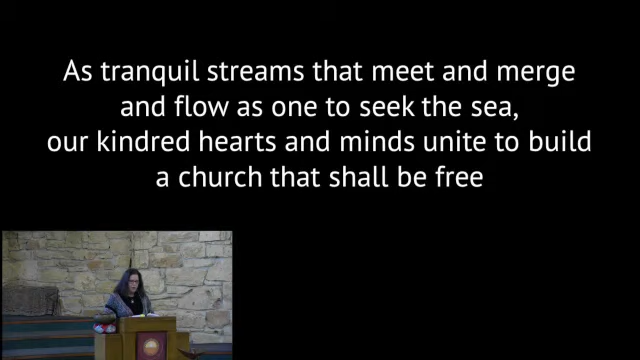 As tranquil streams that meet and merge
and flow as one to seek the sea,
our kindred hearts and minds unite to build
a church that shall be free